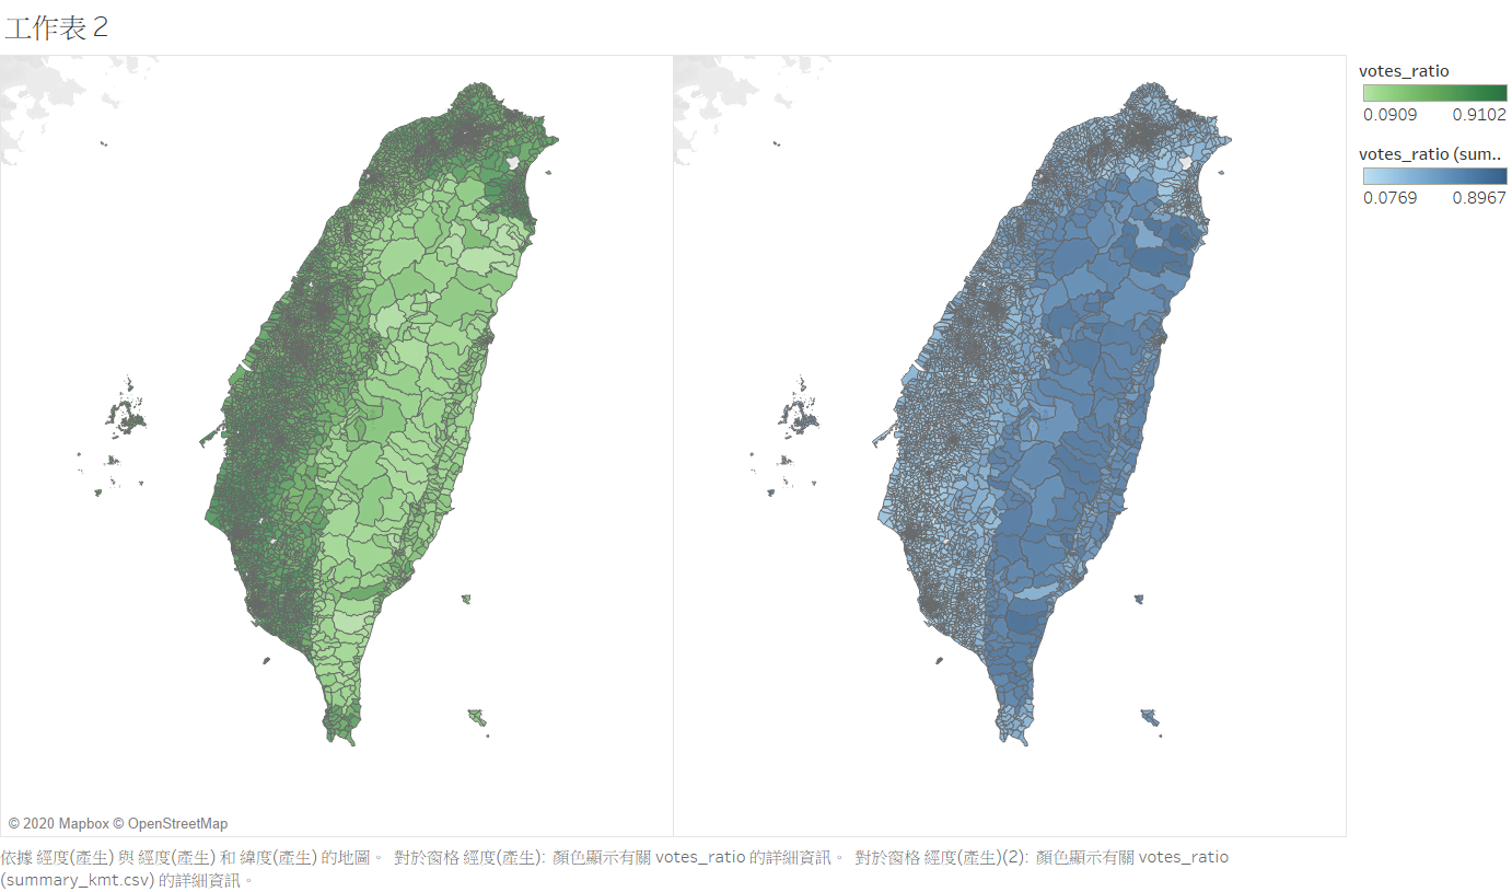 工作表 2
votes_ratio
0.0909 0.9102
votes_ratio (sum..
0.0769 0.8967
© 2020 Mapbox © OpenStreetMap
依據 經度(產生) 與 經度(產生) 和 緯度(產生) 的地圖。 對於窗格 經度(產生): 顏色顯示有關 votes_ratio 的詳細資訊。 對於窗格 經度(產生)(2): 顏色顯示有關 votes_ratio
(summary_kmt.csv) 的詳細資訊。